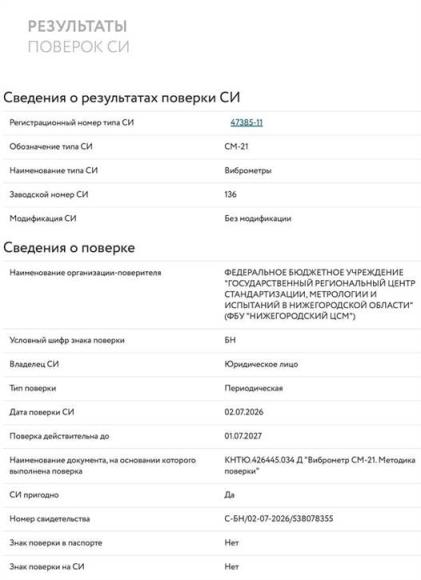 РЕЗУЛЬТАТЫ
ПОВЕРОК СИ
Сведения о результатах поверки СИ
Регистрационный номер типа СИ 47385-11
Обозначение типа СИ СМ-21
Наименование типа СИ Виброметры
Заводской номер СИ 136
Модификация СИ Без модификации
Сведения о поверке
Наименование организации-поверителя ФЕДЕРАЛЬНОЕ БЮДЖЕТНОЕ УЧРЕЖДЕНИЕ
"ГОСУДАРСТВЕННЫЙ РЕГИОНАЛЬНЫЙ ЦЕНТР
СТАНДАРТИЗАЦИИ, МЕТРОЛОГИИ И
ИСПЫТАНИЙ В НИЖЕГОРОДСКОЙ ОБЛАСТИ"
(ФБУ "НИЖЕГОРОДСКИЙ ЦСМ")
Условный шифр знака поверки БН
Владелец СИ Юридическое лицо
Тип поверки Периодическая
Дата поверки СИ 02.07.2026
Поверка действительна до 01.07.2027
Наименование документа, на основании которого КНТЮ.426445.034 Д "Виброметр СМ-21. Методика
выполнена поверка поверки"
СИ пригодно Да
Номер свидетельства С-БН/02-07-2026/538078355
Знак поверки в паспорте Нет
Знак поверки на СИ Нет